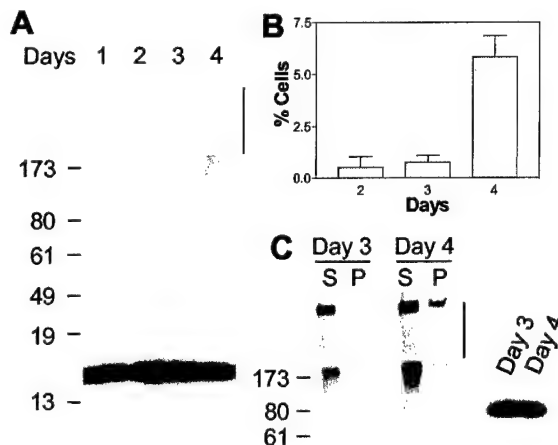 A
Days 1 2 3 4
173
80
61
49
19
13
B
% Cells
7.5
5.0
2.5
0.0
2 3 4
Days
C
Day 3 Day 4
S P S P
173
80
61
Day 3
Day 4